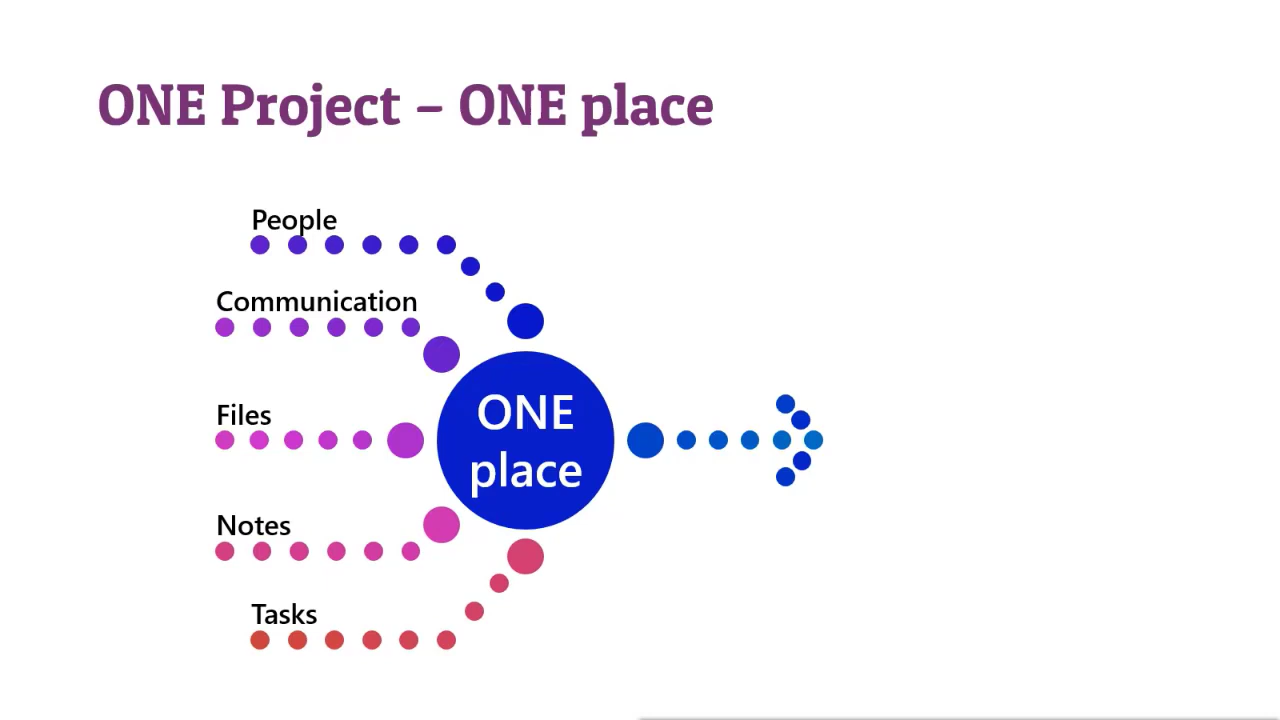 ONE Project – ONE place
People
Communication
Files
ONE
place
Notes
Tasks